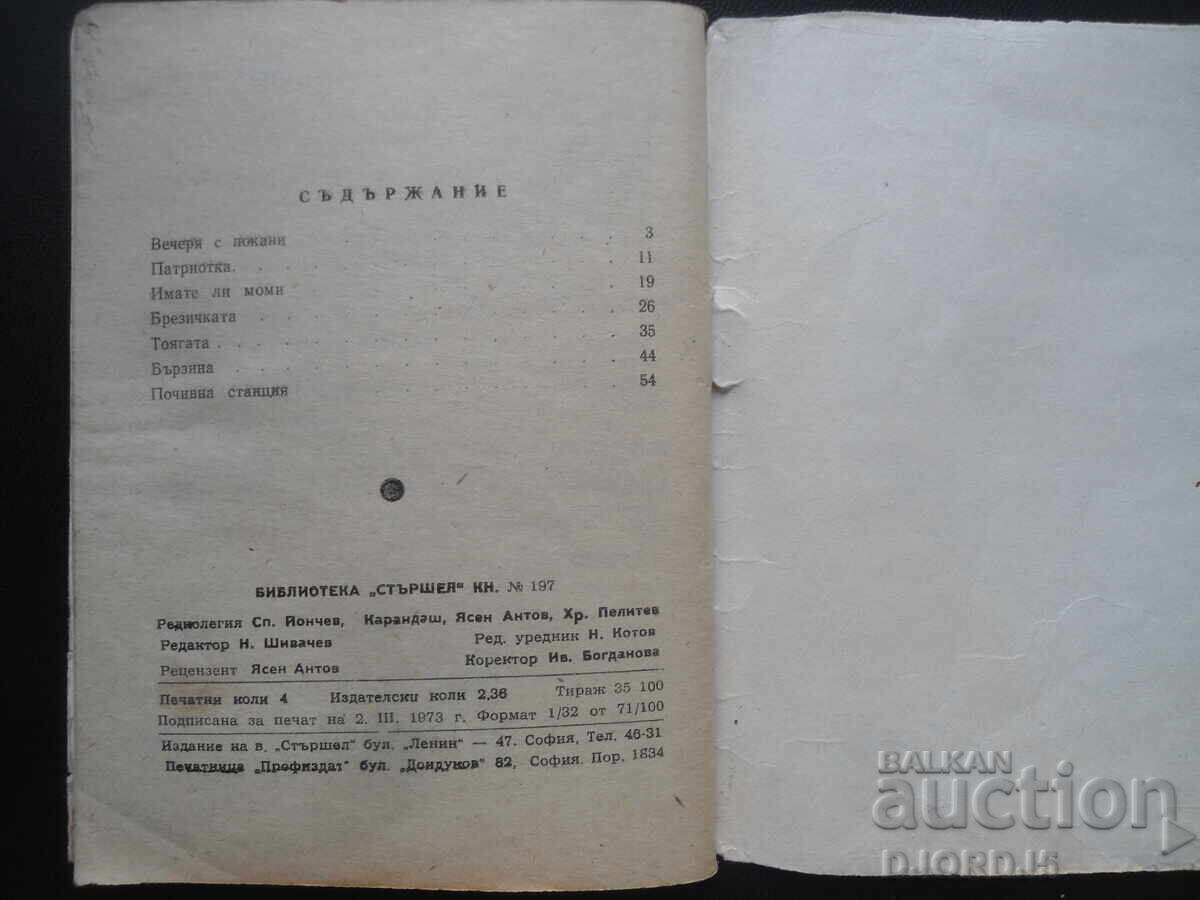 СЪДЪРЖАНИЕ
Вечеря с покани . . . . . . 3
Патриотка. . . . . . . 11
Имате ли моми . . . . . . 19
Брезичката . . . . . . . 26
Тоягата . . . . . . . . 35
Бързина . . . . . . . 44
Почивна станция . . . . . . 54
БИБЛИОТЕКА „СТЪРШЕЛ" КН. № 197
Редколегия Сп. Йончев, Карандаш, Ясен Антов, Хр. Пелитев
Редактор Н. Шивачев Ред. уредник Н. Котов
Рецензент Ясен Антов Коректор Ив. Богданова
Печатни коли 4 Издателски коли 2,36 Тираж 35 100
Подписана за печат на 2. III. 1973 г. Формат 1/32 от 71/100
Издание на в. „Стършел" бул. „Ленин" — 47. София, Тел. 46-31
Печатница „Профиздат" бул. „Дондуков" 82, София. Пор. 1834
BALKAN
auction
DJORDJ5